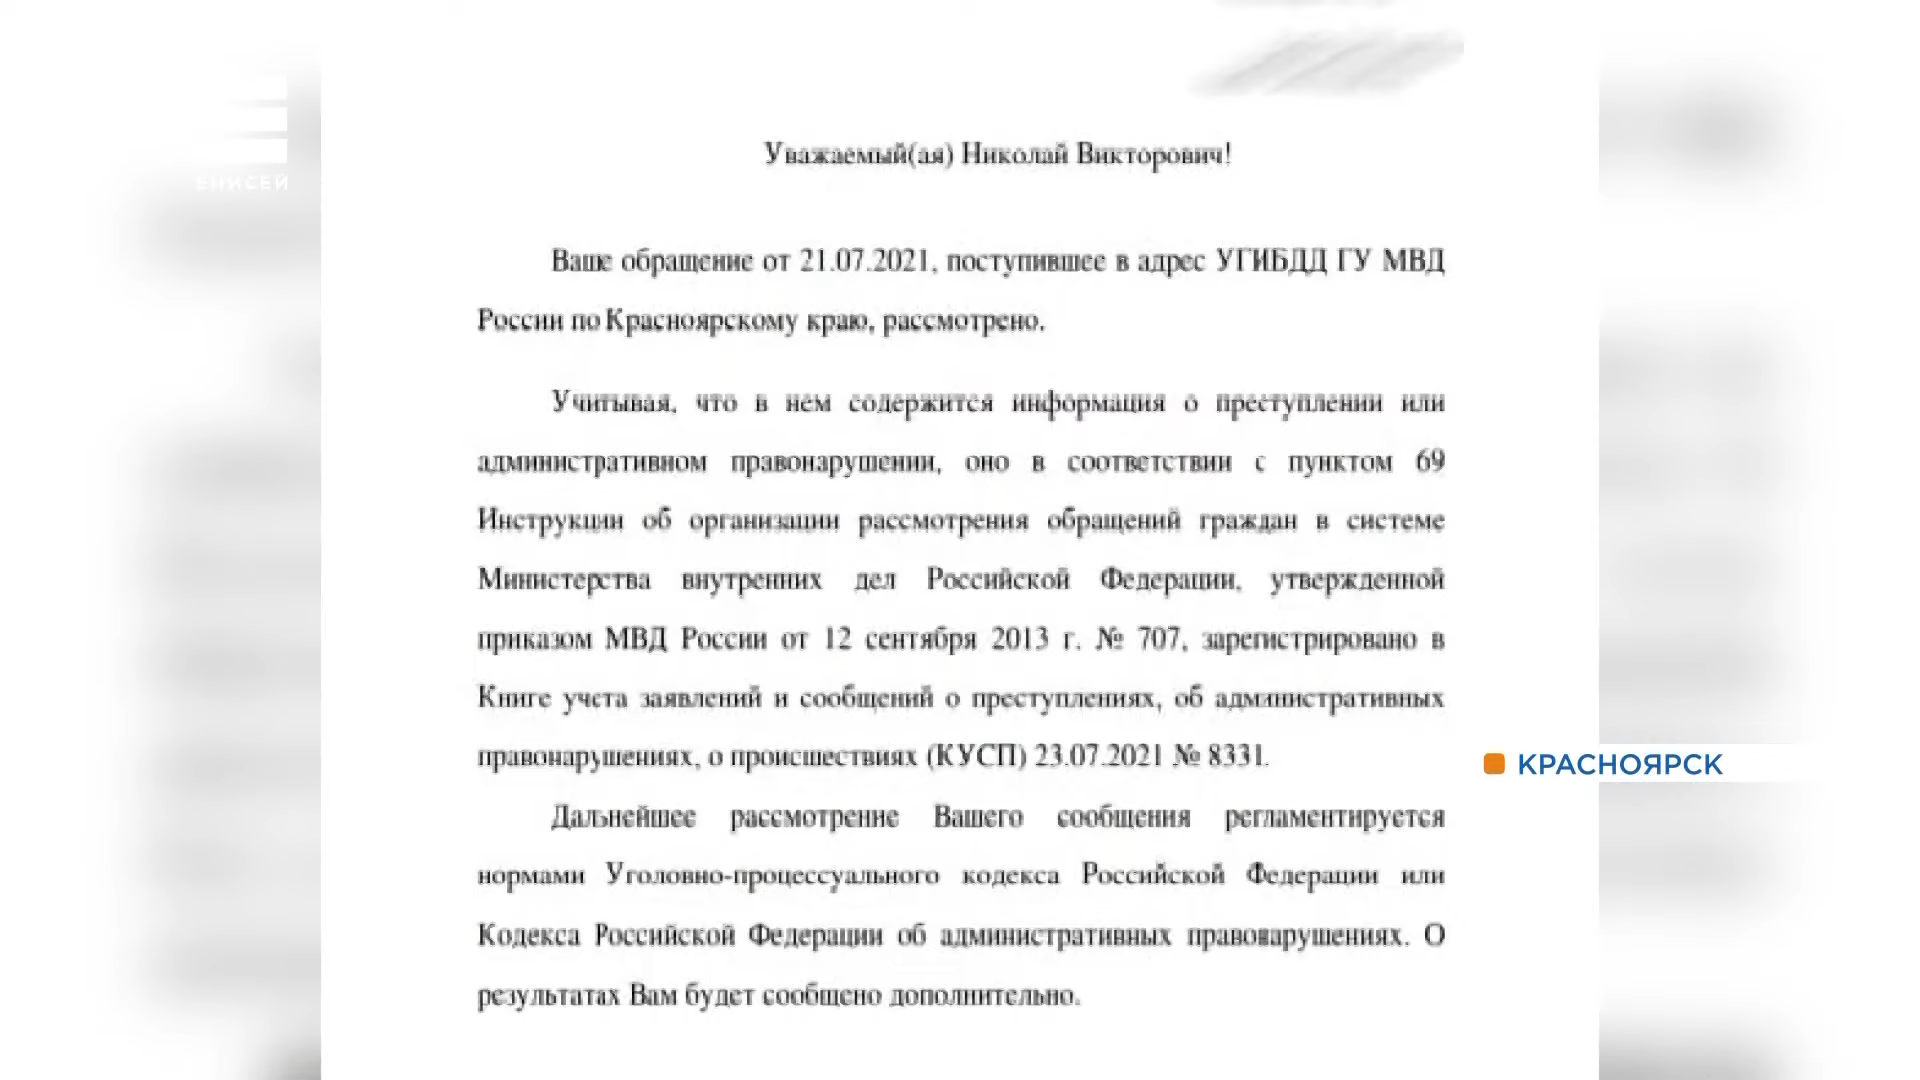 Уважаемый(ая) Николай Викторович!
ЕНИСЕЙ
Ваше обращение от 21.07.2021, поступившее в адрес УГИБДД ГУ МВД
России по Красноярскому краю, рассмотрено.
Учитывая, что в нем содержится информация о преступлении или
административном правонарушении, оно в соответствии с пунктом 69
Инструкции об организации рассмотрения обращений граждан в системе
Министерства внутренних дел Российской Федерации, утвержденной
приказом МВД России от 12 сентября 2013 г. № 707, зарегистрировано в
Книге учета заявлений и сообщений о преступлениях, об административных
правонарушениях, о происшествиях (КУСП) 23.07.2021 № 8331.
КРАСНОЯРСК
Дальнейшее рассмотрение Вашего сообщения регламентируется
нормами Уголовно-процессуального кодекса Российской Федерации или
Кодекса Российской Федерации об административных правонарушениях. О
результатах Вам будет сообщено дополнительно.